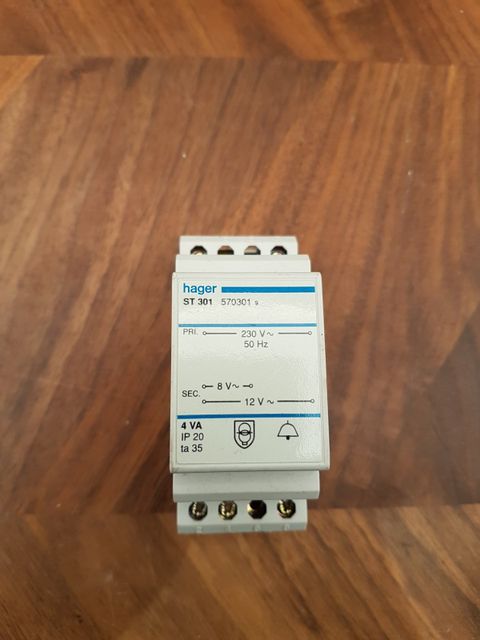 hager
ST 301 570301 s
PRI. 230 V~
50 Hz
8 V~
SEC.
12 V ~
4 VA
IP 20
ta 35